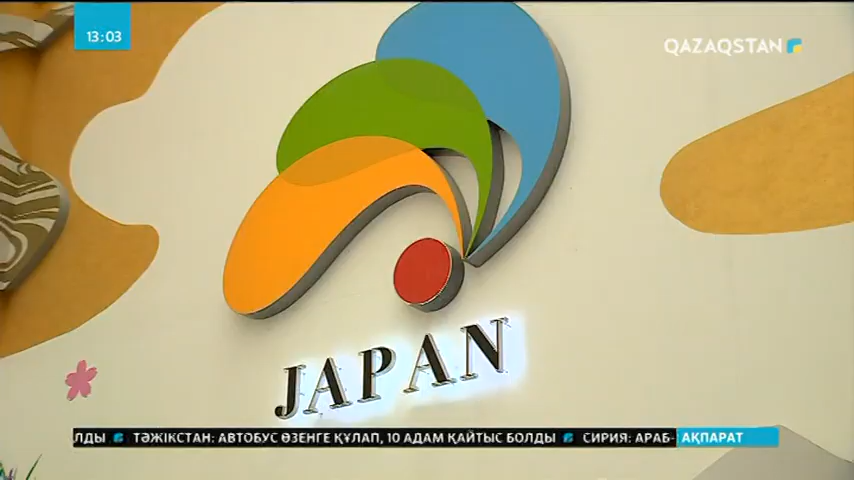 13:03
QAZAQSTAN
JAPAN
ЛДЫ ТӘЖІКСТАН: АВТОБУС ӨЗЕНГЕ ҚҰЛАП, 10 АДАМ ҚАЙТЫС БОЛДЫ СИРИЯ: АРАБ- АҚПАРАТ